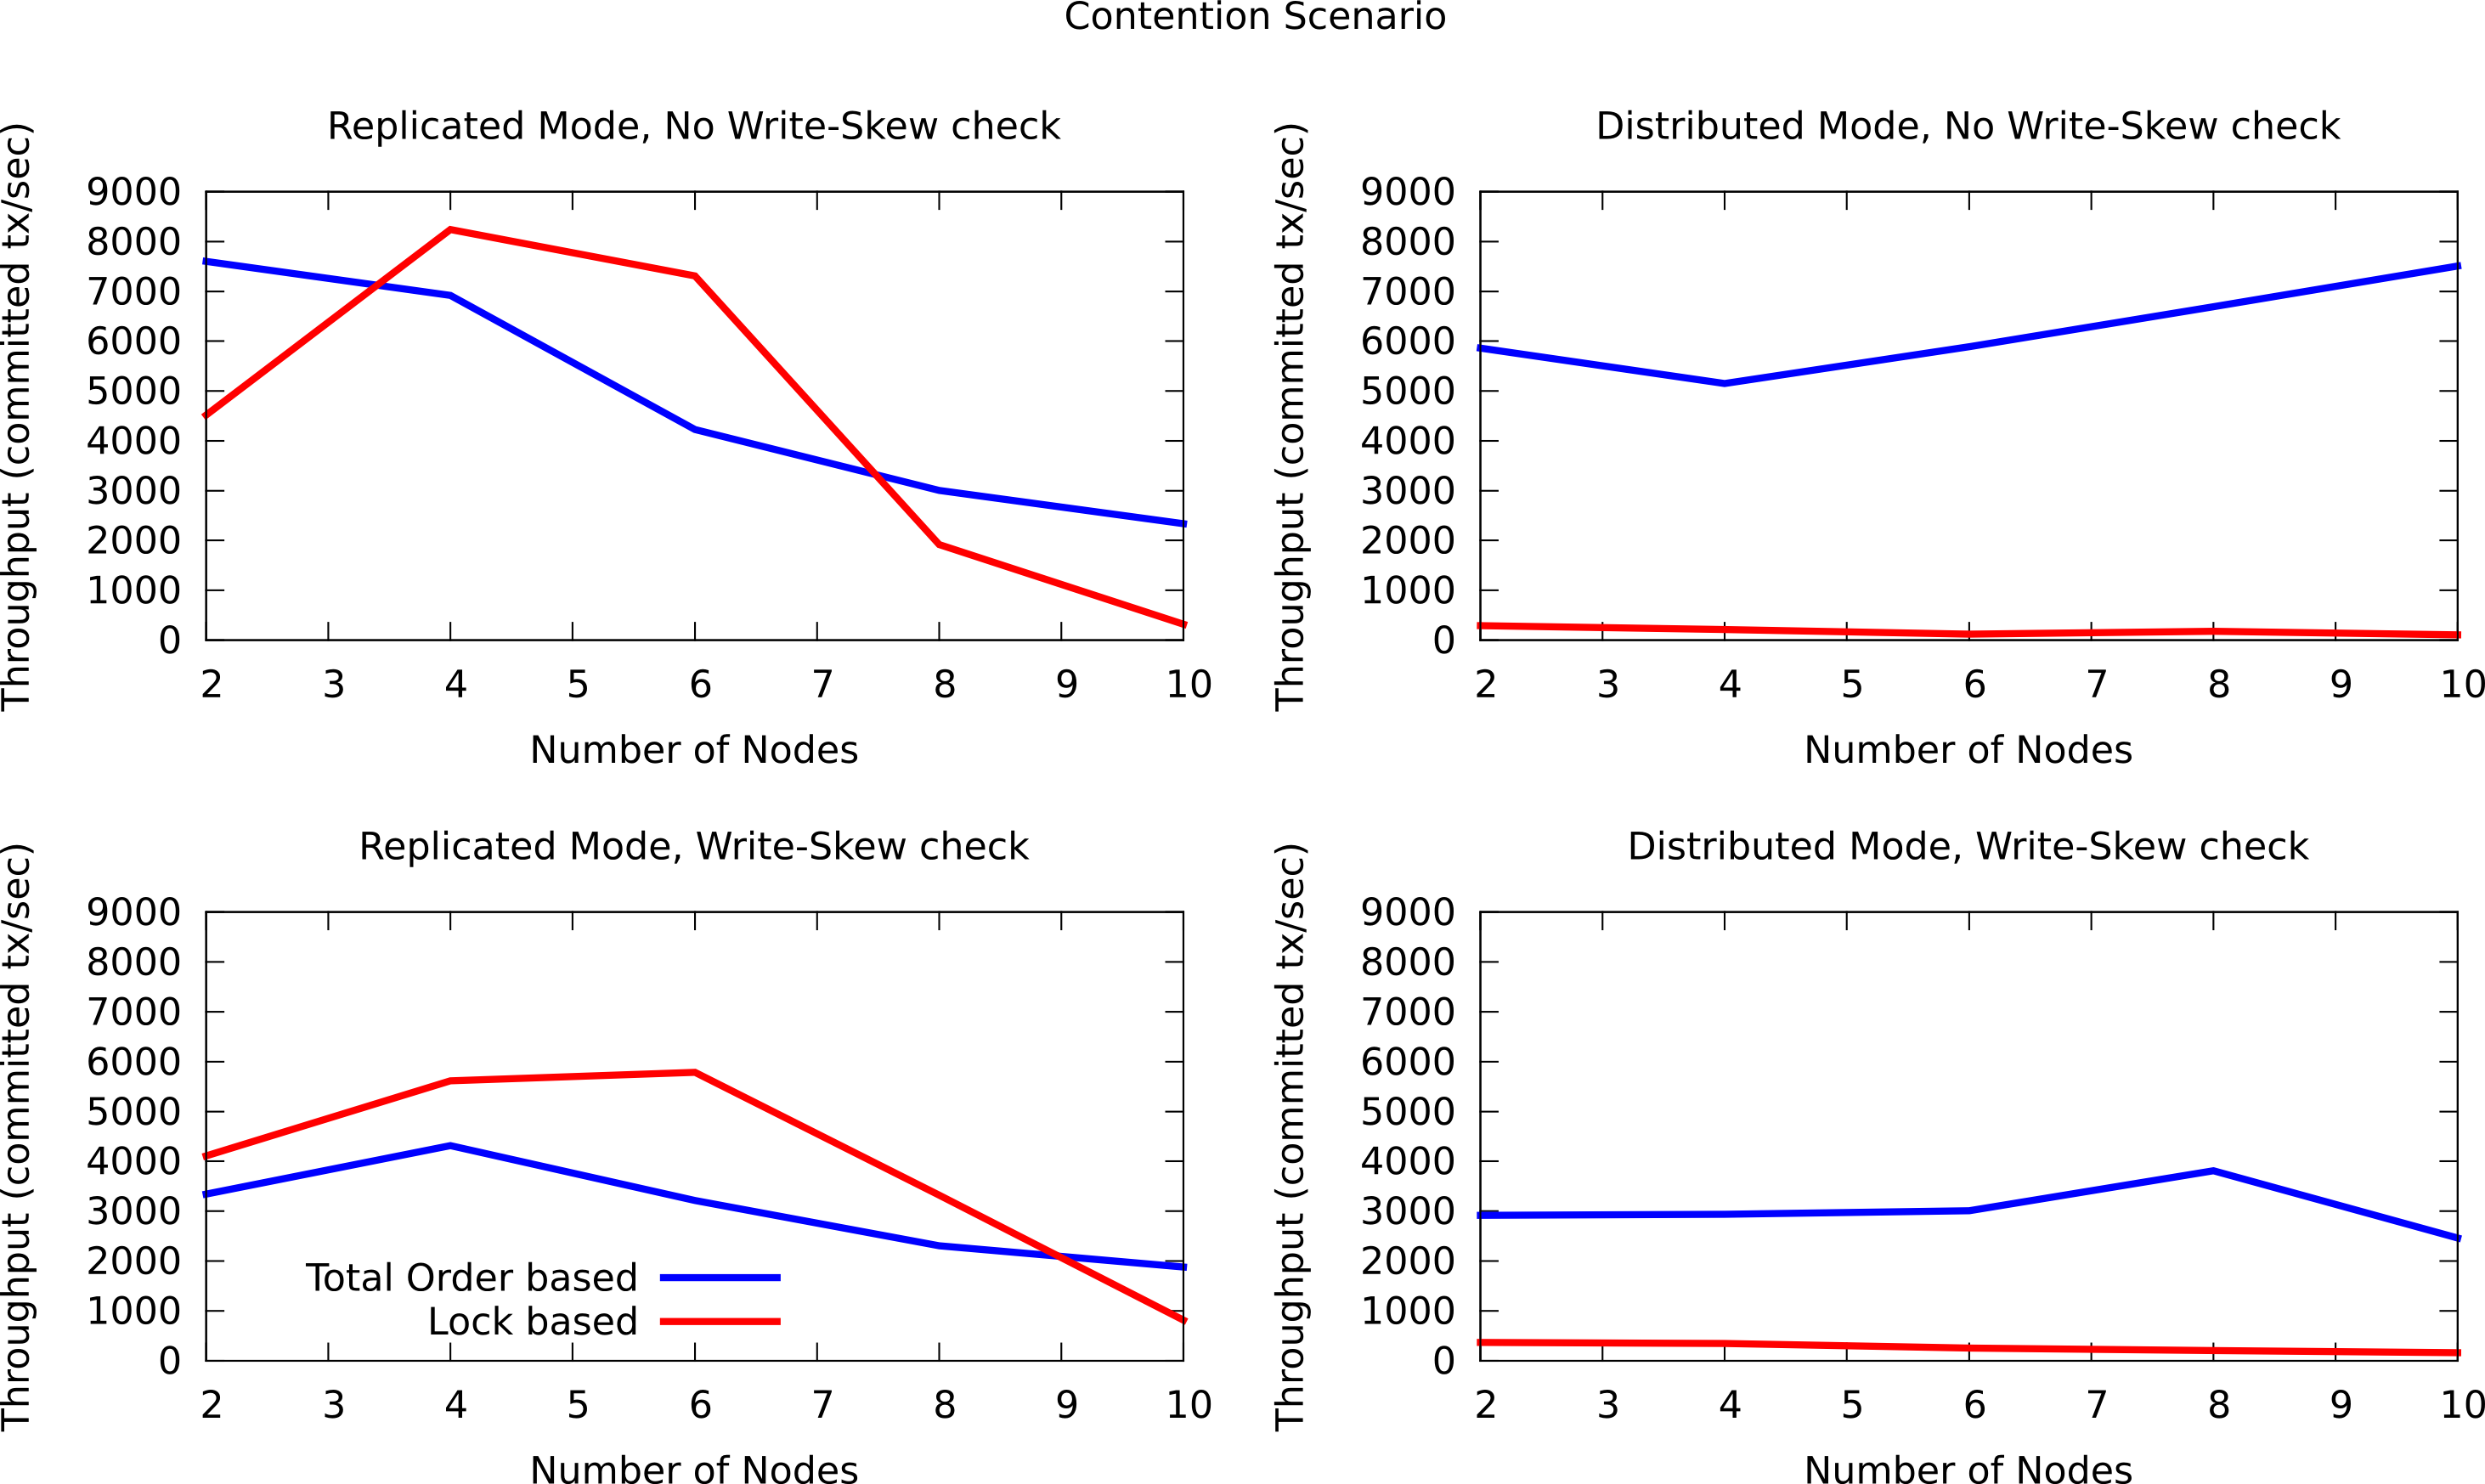 Contention Scenario
Replicated Mode, No Write-Skew check
Throughput (committed tx/sec)
9000
8000
7000
6000
5000
4000
3000
2000
1000
0
2 3 4 5 6 7 8 9 10
Number of Nodes
Distributed Mode, No Write-Skew check
Throughput (committed tx/sec)
9000
8000
7000
6000
5000
4000
3000
2000
1000
0
2 3 4 5 6 7 8 9 10
Number of Nodes
Replicated Mode, Write-Skew check
Throughput (committed tx/sec)
9000
8000
7000
6000
5000
4000
3000
2000
1000
0
Total Order based
Lock based
2 3 4 5 6 7 8 9 10
Number of Nodes
Distributed Mode, Write-Skew check
Throughput (committed tx/sec)
9000
8000
7000
6000
5000
4000
3000
2000
1000
0
2 3 4 5 6 7 8 9 10
Number of Nodes